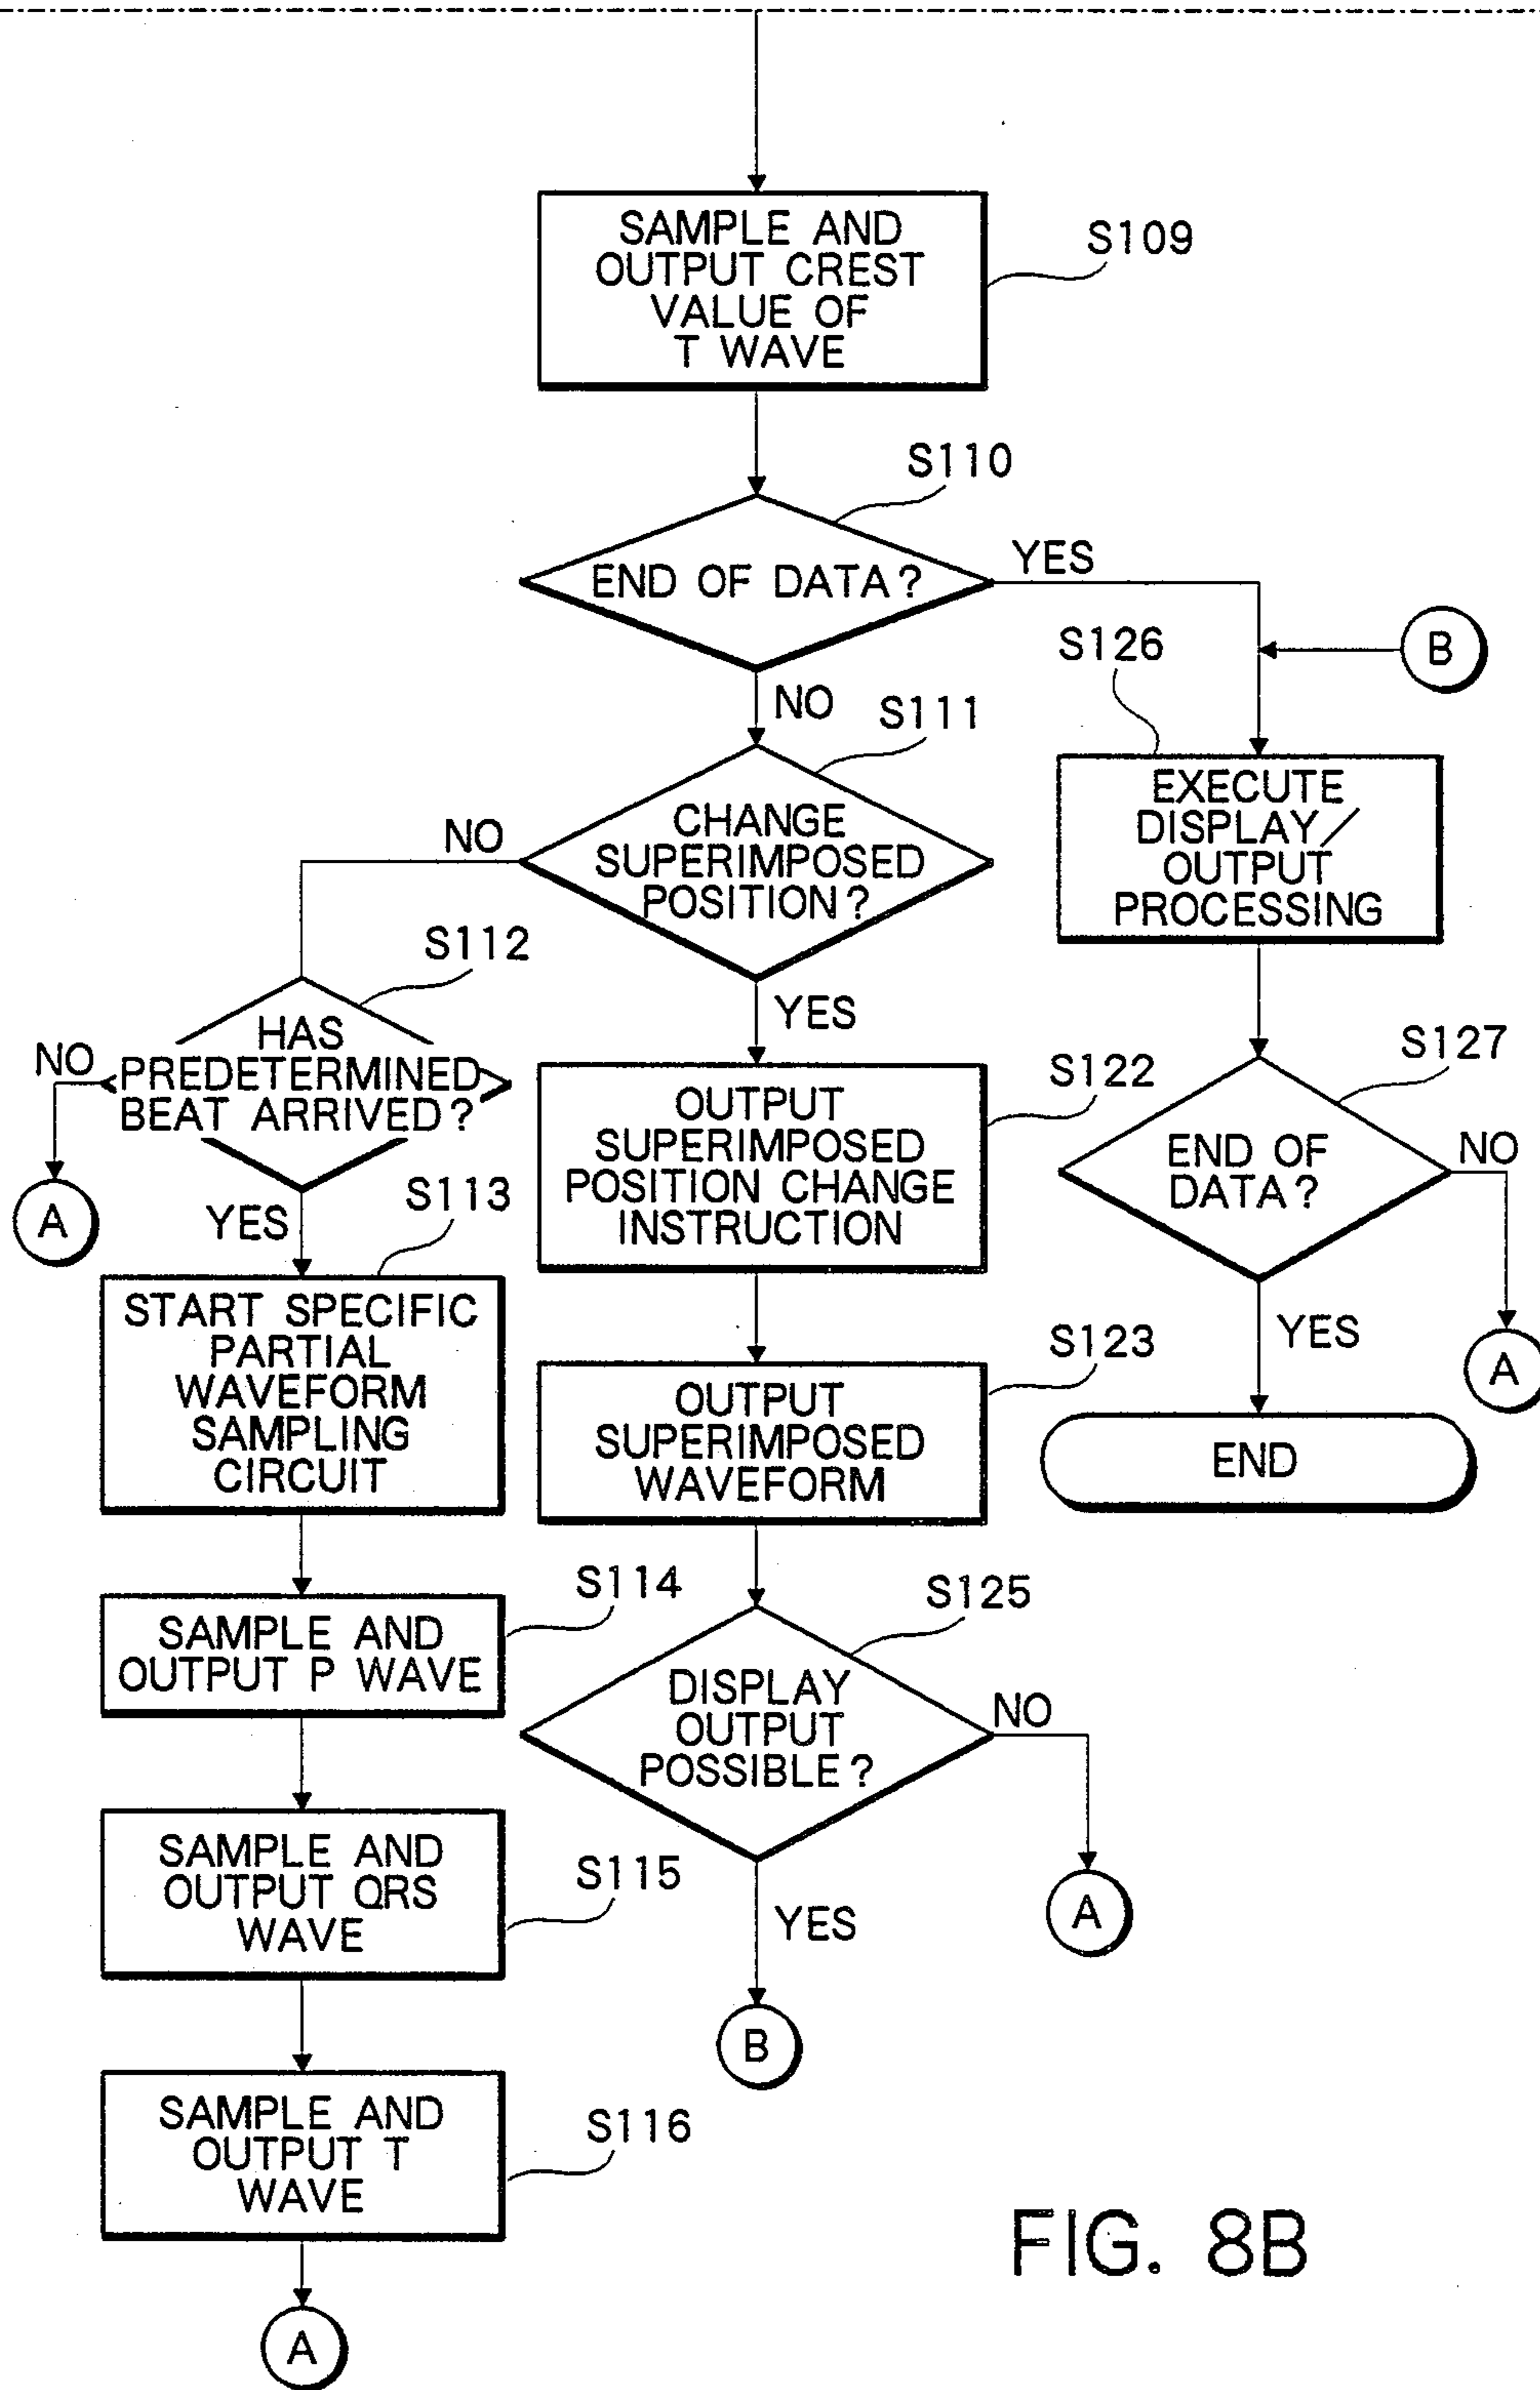 SAMPLE AND
OUTPUT CREST
VALUE OF
T WAVE
S109
S110
END OF DATA?
YES
NO
B
S126
EXECUTE
DISPLAY/
OUTPUT
PROCESSING
S111
CHANGE
SUPERIMPOSED
POSITION?
NO
YES
S112
HAS
PREDETERMINED
BEAT ARRIVED?
NO
A
YES
S113
START SPECIFIC
PARTIAL
WAVEFORM
SAMPLING
CIRCUIT
S122
OUTPUT
SUPERIMPOSED
POSITION CHANGE
INSTRUCTION
S127
END OF
DATA?
NO
A
YES
END
S123
OUTPUT
SUPERIMPOSED
WAVEFORM
S114
SAMPLE AND
OUTPUT P WAVE
S125
DISPLAY
OUTPUT
POSSIBLE?
NO
A
YES
B
S115
SAMPLE AND
OUTPUT QRS
WAVE
S116
SAMPLE AND
OUTPUT T
WAVE
A
FIG. 8B